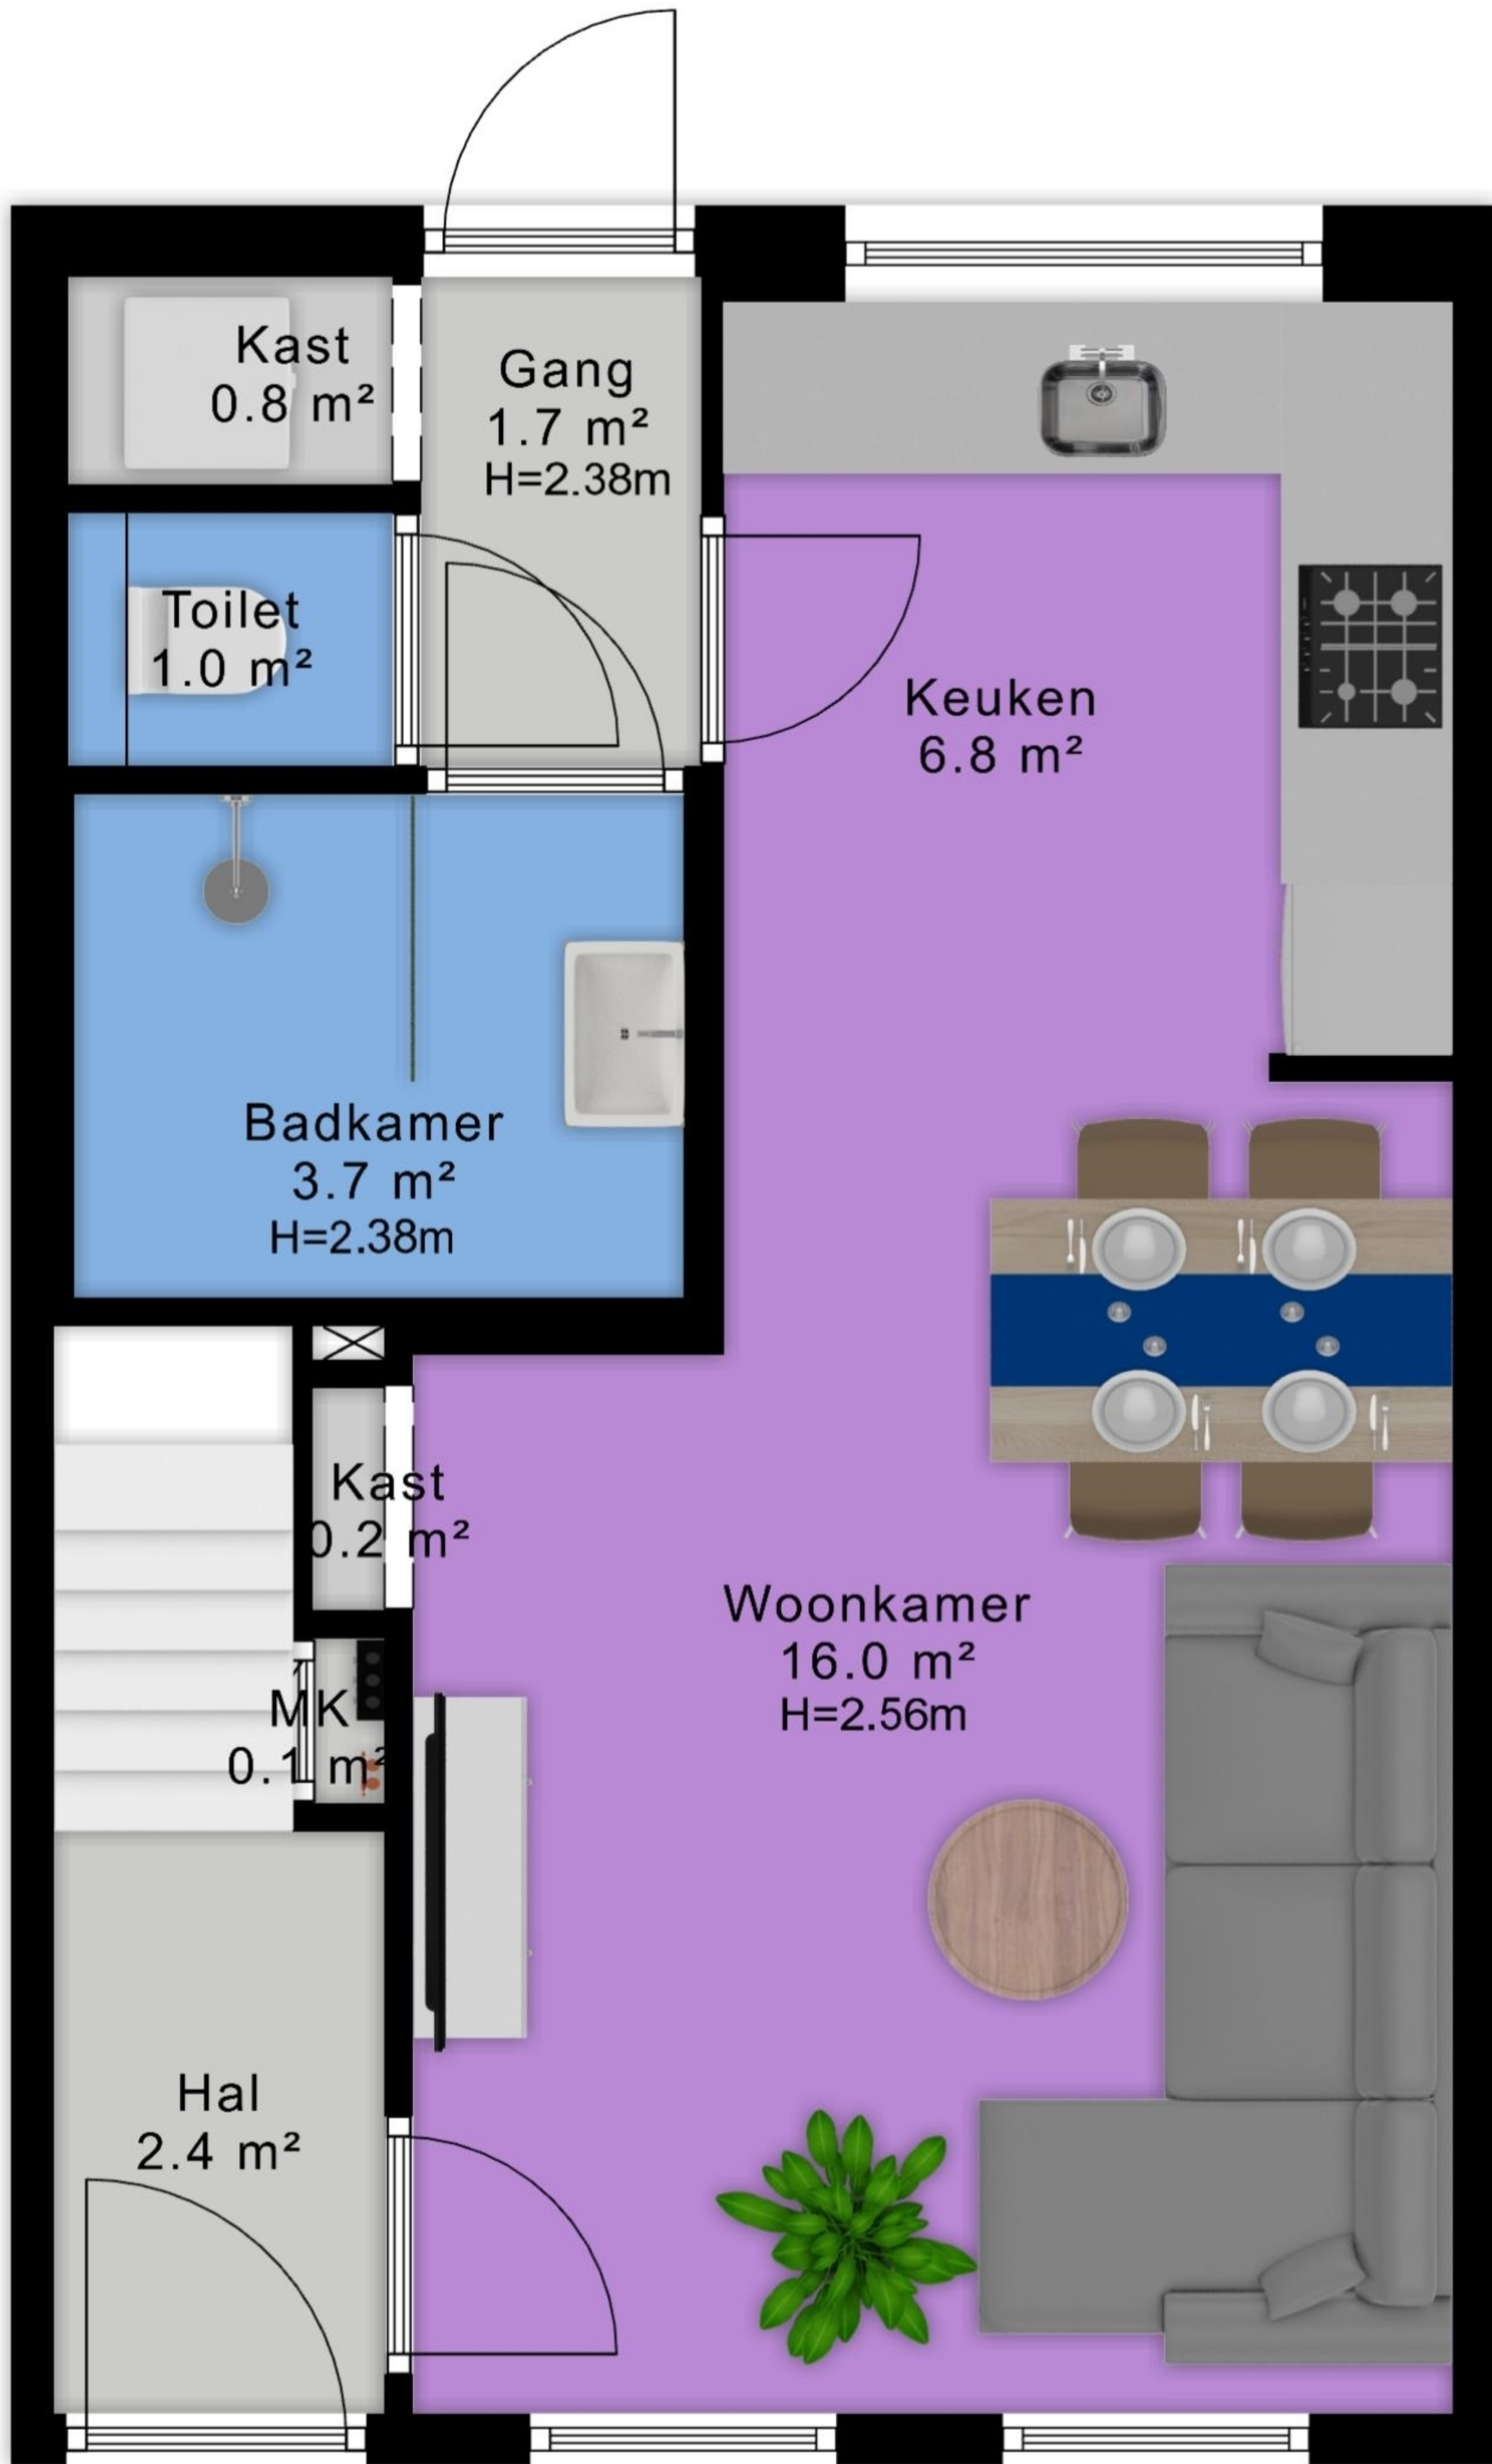 Kast
0.8 m²
Gang
1.7 m²
H=2.38m
Toilet
1.0 m²
Keuken
6.8 m²
Badkamer
3.7 m²
H=2.38m
Kast
0.2 m²
Woonkamer
16.0 m²
H=2.56m
MK
0.1 m²
Hal
2.4 m²